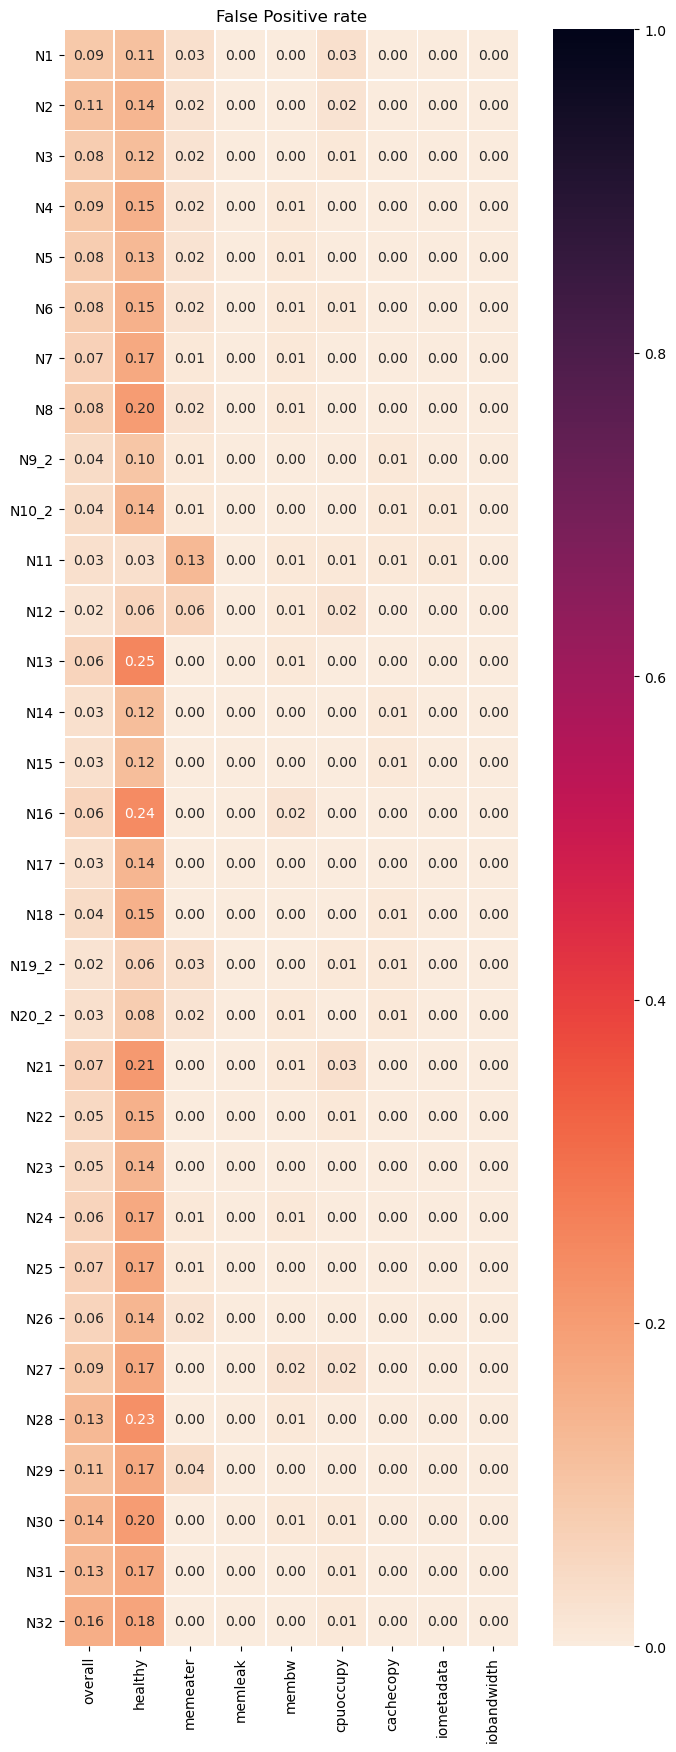 False Positive rate
N1 0.09 0.11 0.03 0.00 0.00 0.03 0.00 0.00 0.00
N2 0.11 0.14 0.02 0.00 0.00 0.02 0.00 0.00 0.00
N3 0.08 0.12 0.02 0.00 0.00 0.01 0.00 0.00 0.00
N4 0.09 0.15 0.02 0.00 0.01 0.00 0.00 0.00 0.00
N5 0.08 0.13 0.02 0.00 0.01 0.00 0.00 0.00 0.00
N6 0.08 0.15 0.02 0.00 0.01 0.01 0.00 0.00 0.00
N7 0.07 0.17 0.01 0.00 0.01 0.00 0.00 0.00 0.00
N8 0.08 0.20 0.02 0.00 0.01 0.00 0.00 0.00 0.00
N9_2 0.04 0.10 0.01 0.00 0.00 0.00 0.01 0.00 0.00
N10_2 0.04 0.14 0.01 0.00 0.00 0.00 0.01 0.01 0.00
N11 0.03 0.03 0.13 0.00 0.01 0.01 0.01 0.01 0.00
N12 0.02 0.06 0.06 0.00 0.01 0.02 0.00 0.00 0.00
N13 0.06 0.25 0.00 0.00 0.01 0.00 0.00 0.00 0.00
N14 0.03 0.12 0.00 0.00 0.00 0.00 0.01 0.00 0.00
N15 0.03 0.12 0.00 0.00 0.00 0.00 0.01 0.00 0.00
N16 0.06 0.24 0.00 0.00 0.02 0.00 0.00 0.00 0.00
N17 0.03 0.14 0.00 0.00 0.00 0.00 0.00 0.00 0.00
N18 0.04 0.15 0.00 0.00 0.00 0.00 0.01 0.00 0.00
N19_2 0.02 0.06 0.03 0.00 0.00 0.01 0.01 0.00 0.00
N20_2 0.03 0.08 0.02 0.00 0.01 0.00 0.01 0.00 0.00
N21 0.07 0.21 0.00 0.00 0.01 0.03 0.00 0.00 0.00
N22 0.05 0.15 0.00 0.00 0.00 0.01 0.00 0.00 0.00
N23 0.05 0.14 0.00 0.00 0.00 0.00 0.00 0.00 0.00
N24 0.06 0.17 0.01 0.00 0.01 0.00 0.00 0.00 0.00
N25 0.07 0.17 0.01 0.00 0.00 0.00 0.00 0.00 0.00
N26 0.06 0.14 0.02 0.00 0.00 0.00 0.00 0.00 0.00
N27 0.09 0.17 0.00 0.00 0.02 0.02 0.00 0.00 0.00
N28 0.13 0.23 0.00 0.00 0.01 0.00 0.00 0.00 0.00
N29 0.11 0.17 0.04 0.00 0.00 0.00 0.00 0.00 0.00
N30 0.14 0.20 0.00 0.00 0.01 0.01 0.00 0.00 0.00
N31 0.13 0.17 0.00 0.00 0.00 0.01 0.00 0.00 0.00
N32 0.16 0.18 0.00 0.00 0.00 0.01 0.00 0.00 0.00
overall
healthy
memeater
memleak
membw
cpuoccupy
cachecopy
iometadata
iobandwidth
1.0
0.8
0.6
0.4
0.2
0.0